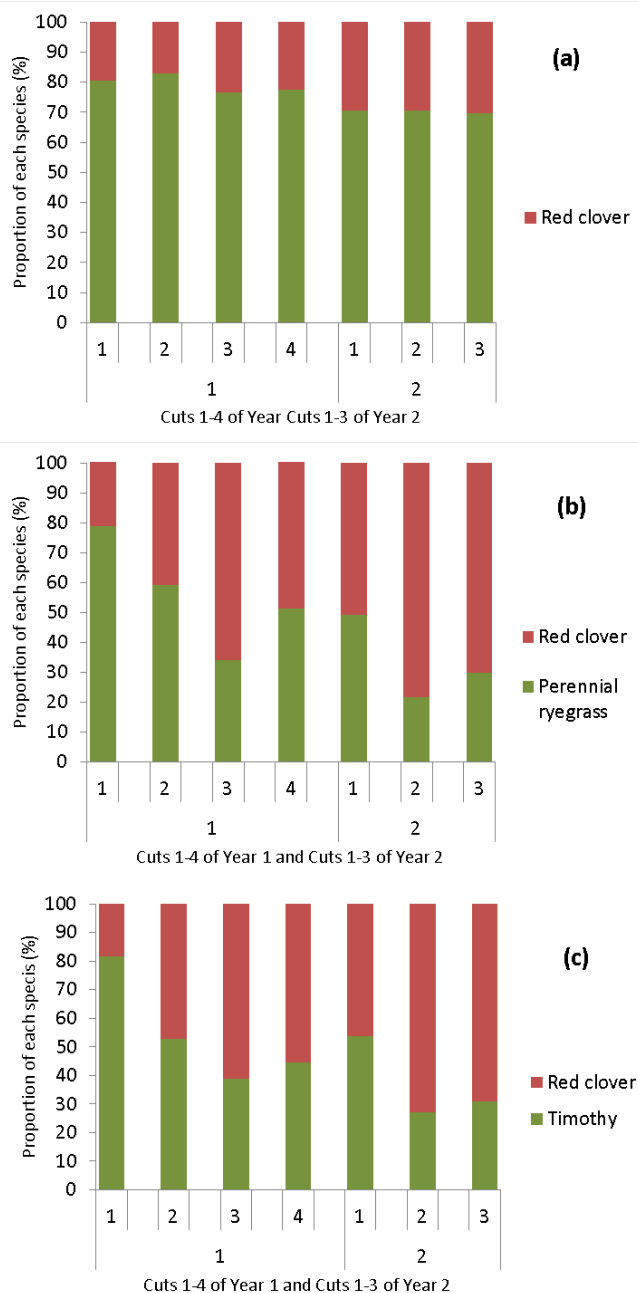 100
90
80
70
60
50
40
30
20
10
0
Proportion of each species (%)
(a)
Red clover
1 2 3 4 1 2 3
1 2
Cuts 1-4 of Year Cuts 1-3 of Year 2
100
90
80
70
60
50
40
30
20
10
0
Proportion of each species (%)
(b)
Red clover
Perennial
ryegrass
1 2 3 4 1 2 3
1 2
Cuts 1-4 of Year 1 and Cuts 1-3 of Year 2
100
90
80
70
60
50
40
30
20
10
0
Proportion of each specis (%)
(c)
Red clover
Timothy
1 2 3 4 1 2 3
1 2
Cuts 1-4 of Year 1 and Cuts 1-3 of Year 2